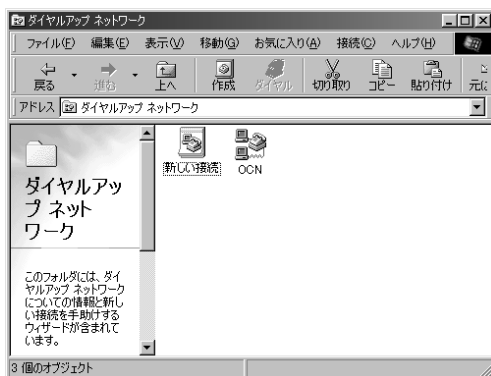 ダイヤルアップ ネットワーク
ファイル(F) 編集(E) 表示(V) 移動(G) お気に入り(A) 接続(C) ヘルプ(H)
戻る 進む 上へ 作成 ダイヤル 切り取り コピー 貼り付け 元に
アドレス ダイヤルアップ ネットワーク
新しい接続 OCN
ダイヤルアッ
プ ネット
ワーク
このフォルダには、ダイ
ヤルアップ ネットワーク
についての情報と新し
い接続を手助けする
ウィザードが含まれて
います。
3 個のオブジェクト